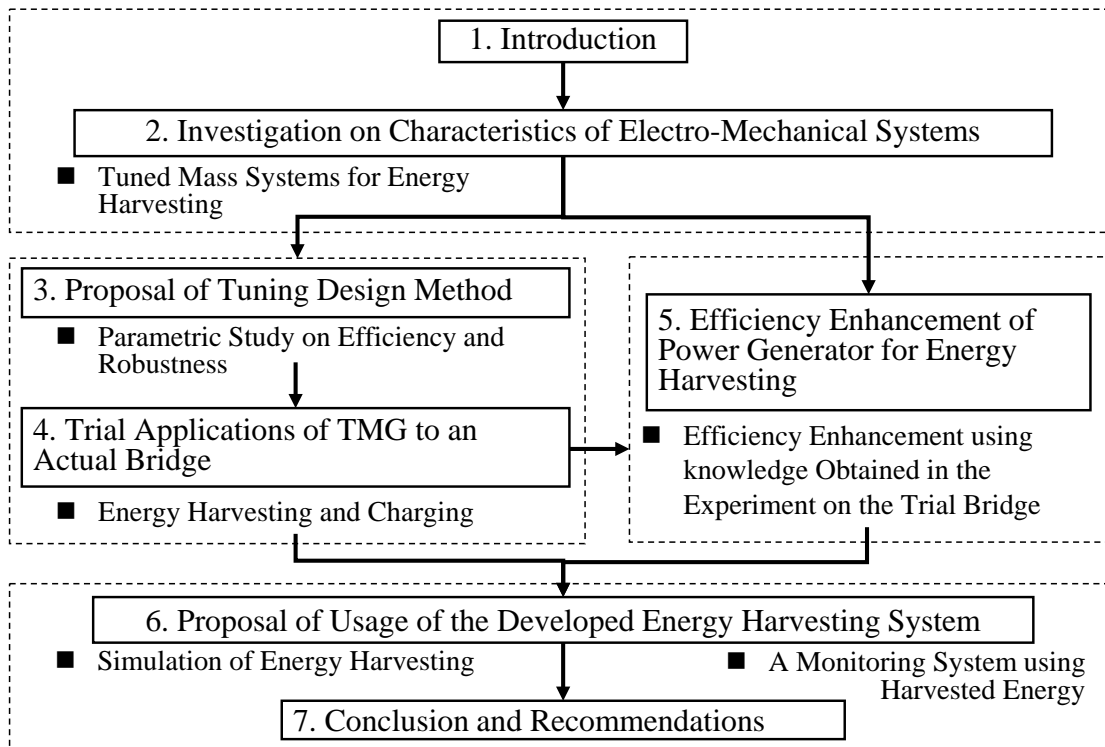 1. Introduction
2. Investigation on Characteristics of Electro-Mechanical Systems
■ Tuned Mass Systems for Energy
Harvesting
3. Proposal of Tuning Design Method
■ Parametric Study on Efficiency and
Robustness
4. Trial Applications of TMG to an
Actual Bridge
■ Energy Harvesting and Charging
5. Efficiency Enhancement of
Power Generator for Energy
Harvesting
■ Efficiency Enhancement using
knowledge Obtained in the
Experiment on the Trial Bridge
6. Proposal of Usage of the Developed Energy Harvesting System
■ Simulation of Energy Harvesting
■ A Monitoring System using
Harvested Energy
7. Conclusion and Recommendations